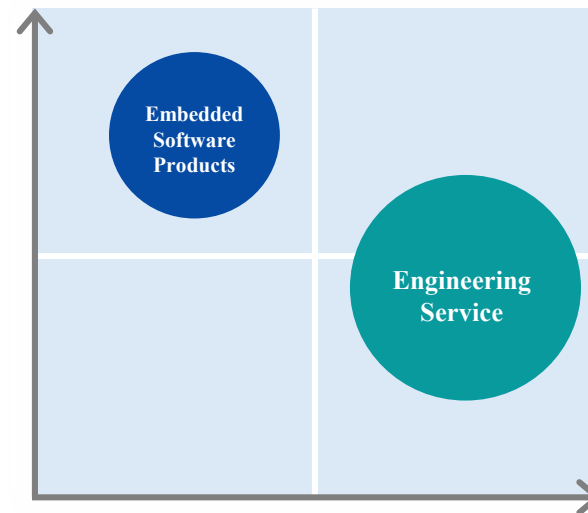 Embedded
Software
Products
Engineering
Service